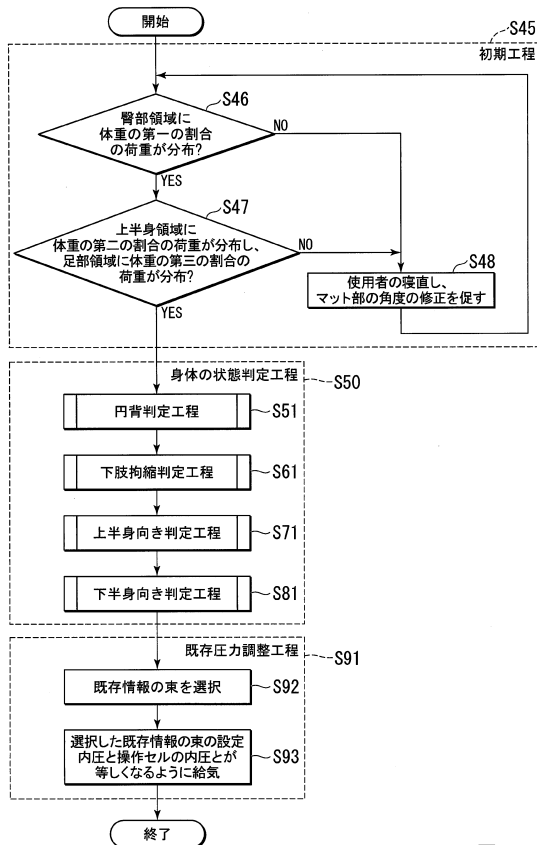 開始
S45
初期工程
S46
臀部領域に
体重の第一の割合
の荷重が分布?
NO
YES
S47
上半身領域に
体重の第二の割合の荷重が分布し、
足部領域に体重の第三の割合の
荷重が分布?
NO
YES
S48
使用者の寝直し、
マット部の角度の修正を促す
身体の状態判定工程
S50
円背判定工程
S51
下肢拘縮判定工程
S61
上半身向き判定工程
S71
下半身向き判定工程
S81
既存圧力調整工程
S91
既存情報の束を選択
S92
選択した既存情報の束の設定
内圧と操作セルの内圧とが
等しくなるように給気
S93
終了